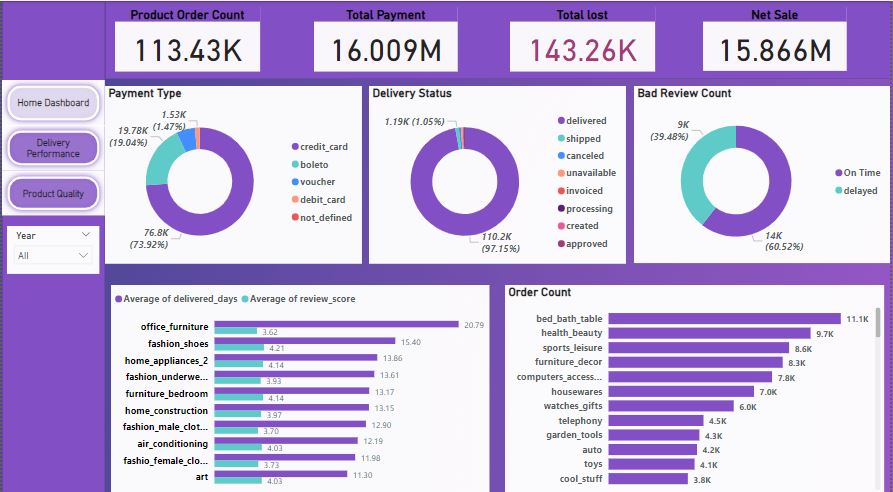 Product Order Count
113.43K
Total Payment
16.009M
Total lost
143.26K
Net Sale
15.866M
Home Dashboard
Delivery
Performance
Product Quality
Year
All
Payment Type
1.53K
(1.47%)
19.78K
(19.04%)
76.8K
(73.92%)
credit_card
boleto
voucher
debit_card
not_defined
Delivery Status
1.19K (1.05%)
110.2K
(97.15%)
delivered
shipped
canceled
unavailable
invoiced
processing
created
approved
Bad Review Count
9K
(39.48%)
14K
(60.52%)
On Time
delayed
Average of delivered_days Average of review_score
office_furniture 20.79
3.62
fashion_shoes 15.40
4.21
home_appliances_2 13.86
4.14
fashion_underwe... 13.61
3.93
furniture_bedroom 13.17
4.14
home_construction 13.15
3.97
fashion_male_clot... 12.90
3.70
air_conditioning 12.19
4.03
fashio_female_clo... 11.98
3.73
art 11.30
4.03
Order Count
bed_bath_table 11.1K
health_beauty 9.7K
sports_leisure 8.6K
furniture_decor 8.3K
computers_access... 7.8K
housewares 7.0K
watches_gifts 6.0K
telephony 4.5K
garden_tools 4.3K
auto 4.2K
toys 4.1K
cool_stuff 3.8K